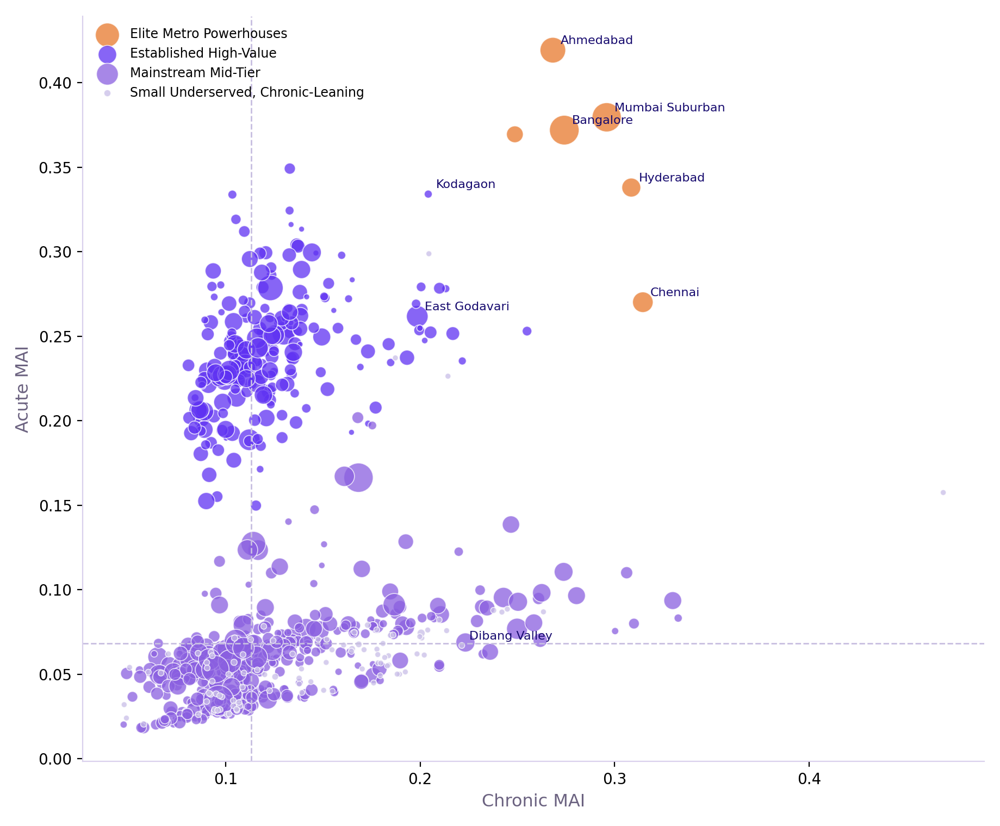 Elite Metro Powerhouses
Established High-Value
Mainstream Mid-Tier
Small Underserved, Chronic-Leaning
Ahmedabad
Mumbai Suburban
Bangalore
Hyderabad
Kodagaon
Chennai
East Godavari
Dibang Valley
Acute MAI
0.40
0.35
0.30
0.25
0.20
0.15
0.10
0.05
0.00
0.1
0.2
0.3
0.4
Chronic MAI